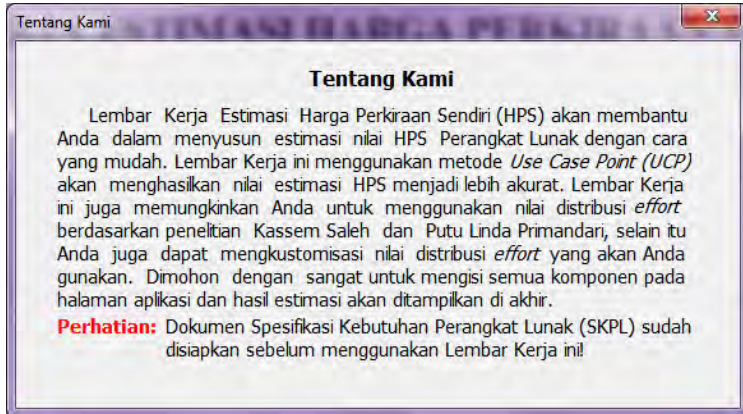 Tentang Kami
ESTIMASI HARGA PERKIRAA
Tentang Kami
Lembar Kerja Estimasi Harga Perkiraan Sendiri (HPS) akan membantu
Anda dalam menyusun estimasi nilai HPS Perangkat Lunak dengan cara
yang mudah. Lembar Kerja ini menggunakan metode Use Case Point (UCP)
akan menghasilkan nilai estimasi HPS menjadi lebih akurat. Lembar Kerja
ini juga memungkinkan Anda untuk menggunakan nilai distribusi effort
berdasarkan penelitian Kassem Saleh dan Putu Linda Primandari, selain itu
Anda juga dapat mengkustomisasi nilai distribusi effort yang akan Anda
gunakan. Dimohon dengan sangat untuk mengisi semua komponen pada
halaman aplikasi dan hasil estimasi akan ditampilkan di akhir.
Perhatian: Dokumen Spesifikasi Kebutuhan Perangkat Lunak (SKPL) sudah
disiapkan sebelum menggunakan Lembar Kerja ini!